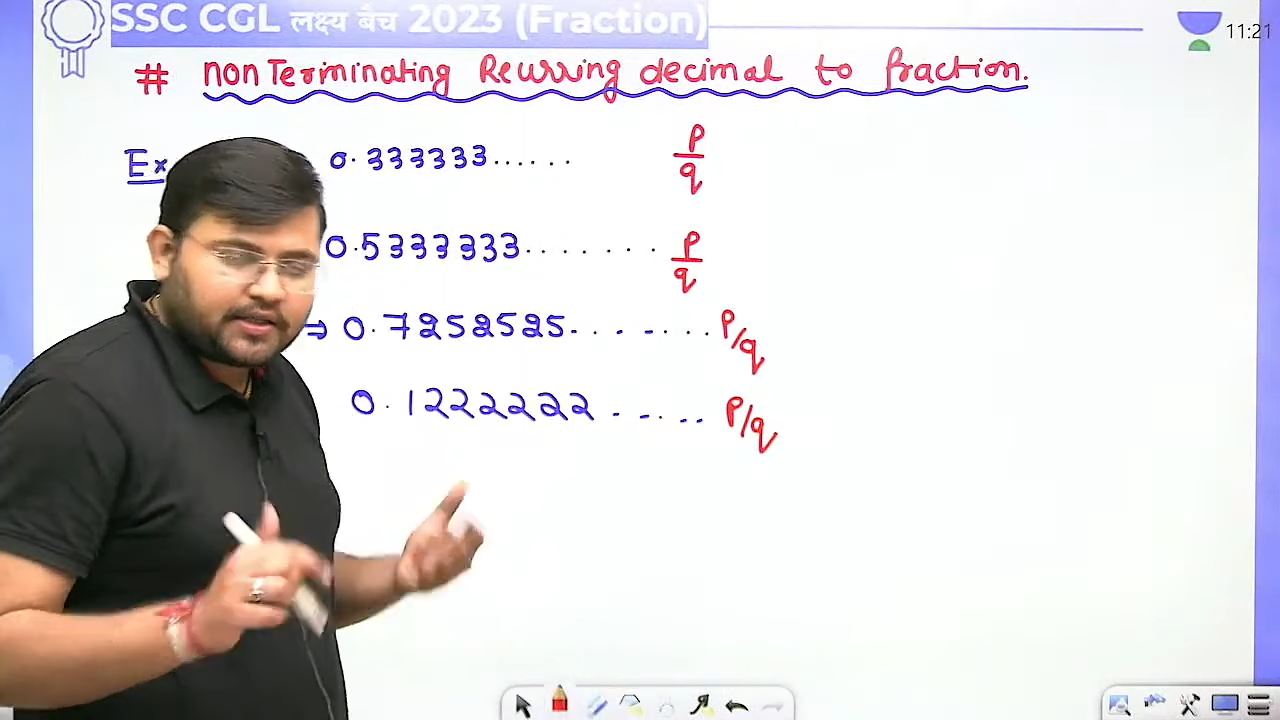 SSC CGL लक्ष्य बैच 2023 (Fraction)
11:21
# non Terminating Recurring decimal to fraction.
Ex 0.333333...... P/q
0.5333333....... P/q
⇒ 0.7252525....... P/q
0.1222222..... P/q